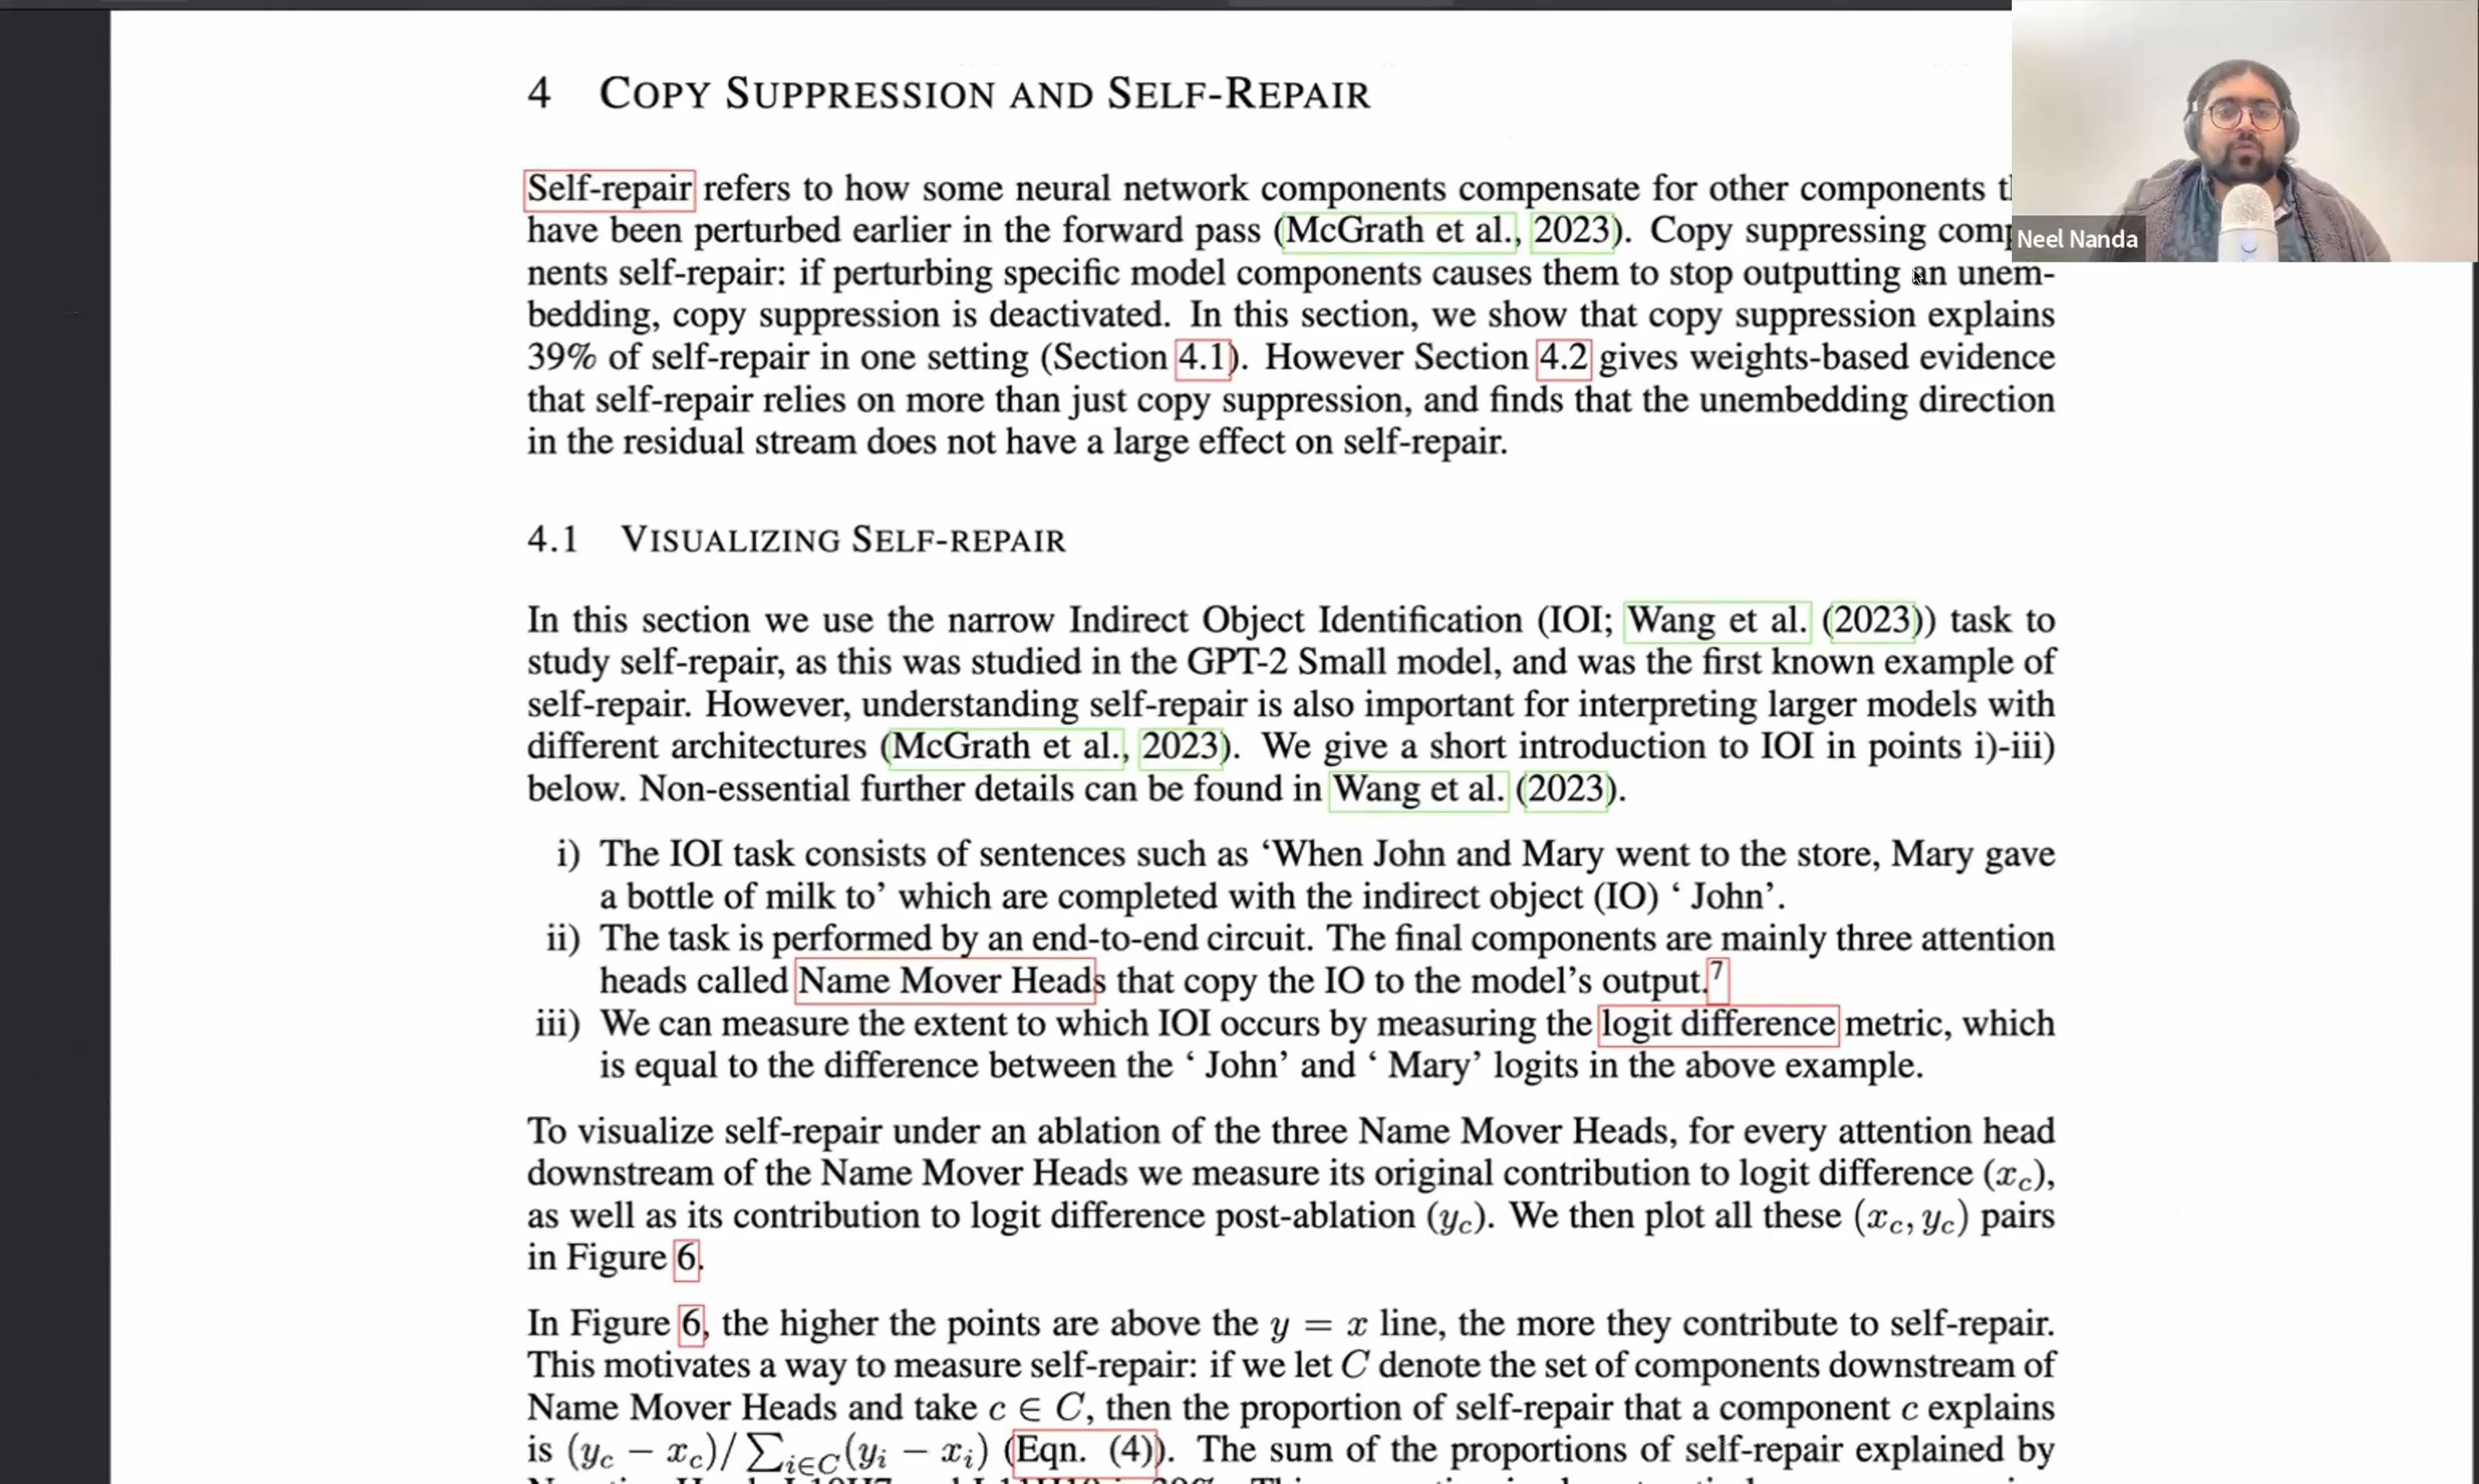 4 COPY SUPPRESSION AND SELF-REPAIR
Self-repair refers to how some neural network components compensate for other components
have been perturbed earlier in the forward pass (McGrath et al., 2023). Copy suppressing comp
Neel Nanda
nents self-repair: if perturbing specific model components causes them to stop outputting an unem-
bedding, copy suppression is deactivated. In this section, we show that copy suppression explains
39% of self-repair in one setting (Section 4.1). However Section 4.2 gives weights-based evidence
that self-repair relies on more than just copy suppression, and finds that the unembedding direction
in the residual stream does not have a large effect on self-repair.
4.1 VISUALIZING SELF-REPAIR
In this section we use the narrow Indirect Object Identification (IOI; Wang et al. (2023)) task to
study self-repair, as this was studied in the GPT-2 Small model, and was the first known example of
self-repair. However, understanding self-repair is also important for interpreting larger models with
different architectures (McGrath et al., 2023). We give a short introduction to IOI in points i)-iii)
below. Non-essential further details can be found in Wang et al. (2023).
i) The IOI task consists of sentences such as ‘When John and Mary went to the store, Mary gave
a bottle of milk to’ which are completed with the indirect object (IO) ‘ John’.
ii) The task is performed by an end-to-end circuit. The final components are mainly three attention
heads called Name Mover Heads that copy the IO to the model’s output.7
iii) We can measure the extent to which IOI occurs by measuring the logit difference metric, which
is equal to the difference between the ‘ John’ and ‘ Mary’ logits in the above example.
To visualize self-repair under an ablation of the three Name Mover Heads, for every attention head
downstream of the Name Mover Heads we measure its original contribution to logit difference (xc),
as well as its contribution to logit difference post-ablation (yc). We then plot all these (xc, yc) pairs
in Figure 6.
In Figure 6, the higher the points are above the y = x line, the more they contribute to self-repair.
This motivates a way to measure self-repair: if we let C denote the set of components downstream of
Name Mover Heads and take c ∈ C, then the proportion of self-repair that a component c explains
is (yc − xc)/ ∑i∈C(yi − xi) (Eqn. (4)). The sum of the proportions of self-repair explained by